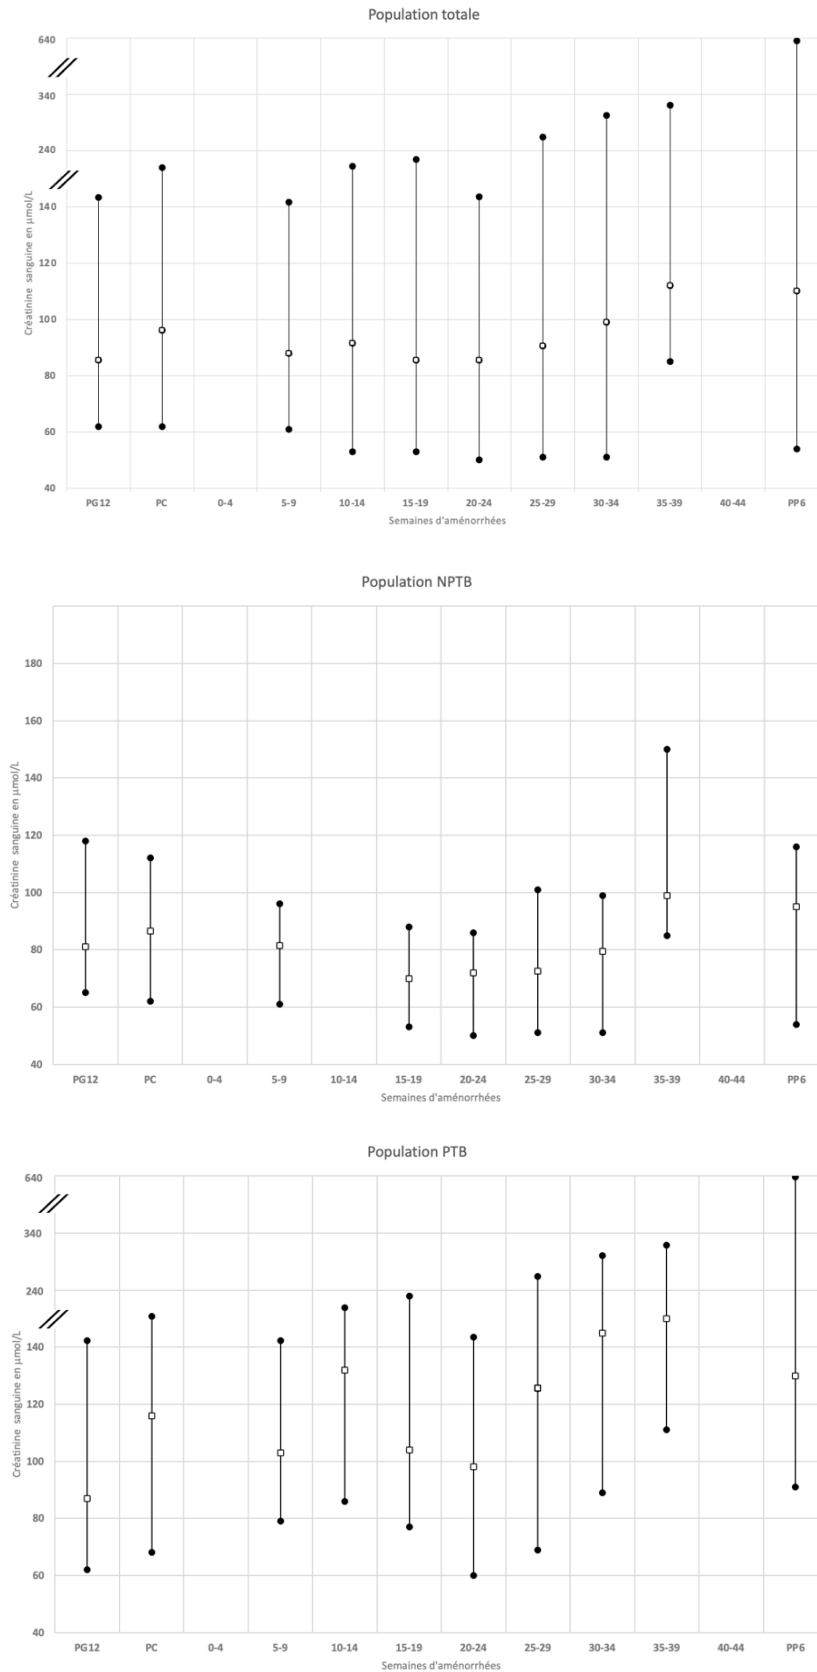 Population totale
640
340
240
140
120
100
80
60
40
Créatinine sanguine en µmol/L
PG12 PC 0-4 5-9 10-14 15-19 20-24 25-29 30-34 35-39 40-44 PP6
Semaines d'aménorrhées
Population NPTB
180
160
140
120
100
80
60
40
Créatinine sanguine en µmol/L
PG12 PC 0-4 5-9 10-14 15-19 20-24 25-29 30-34 35-39 40-44 PP6
Semaines d'aménorrhées
Population PTB
640
340
240
140
120
100
80
60
40
Créatinine sanguine en µmol/L
PG12 PC 0-4 5-9 10-14 15-19 20-24 25-29 30-34 35-39 40-44 PP6
Semaines d'aménorrhées